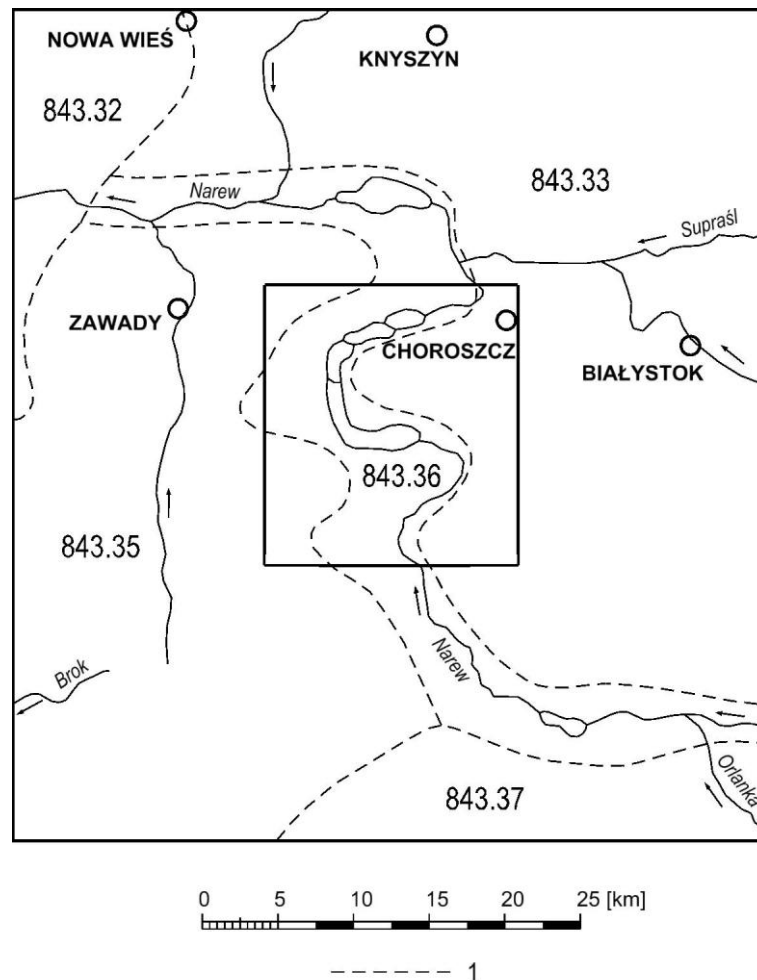 NOWA WIEŚ
KNYSZYN
843.32
Narew
843.33
Supraśl
ZAWADY
CHOROSZCZ
BIAŁYSTOK
843.36
843.35
Narew
Brok
Orlanka
843.37
0 5 10 15 20 25 [km]
1